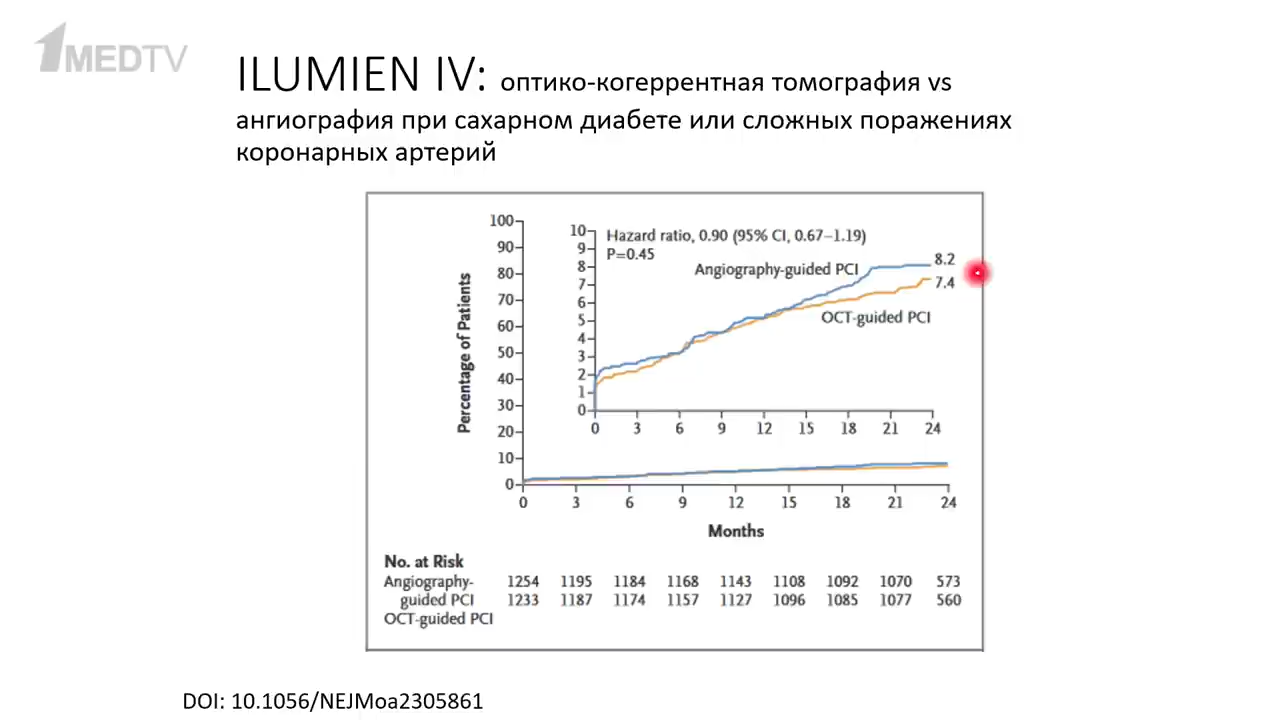 1MEDTV
ILUMIEN IV: оптико-когеррентная томография vs
ангиография при сахарном диабете или сложных поражениях
коронарных артерий
100
90
80
70
60
50
40
30
20
10
0
Percentage of Patients
10
9
8
7
6
5
4
3
2
1
0
Hazard ratio, 0.90 (95% CI, 0.67–1.19)
P=0.45
Angiography-guided PCI
8.2
7.4
OCT-guided PCI
0 3 6 9 12 15 18 21 24
0 3 6 9 12 15 18 21 24
Months
No. at Risk
Angiography- 1254 1195 1184 1168 1143 1108 1092 1070 573
guided PCI 1233 1187 1174 1157 1127 1096 1085 1077 560
OCT-guided PCI
DOI: 10.1056/NEJMoa2305861